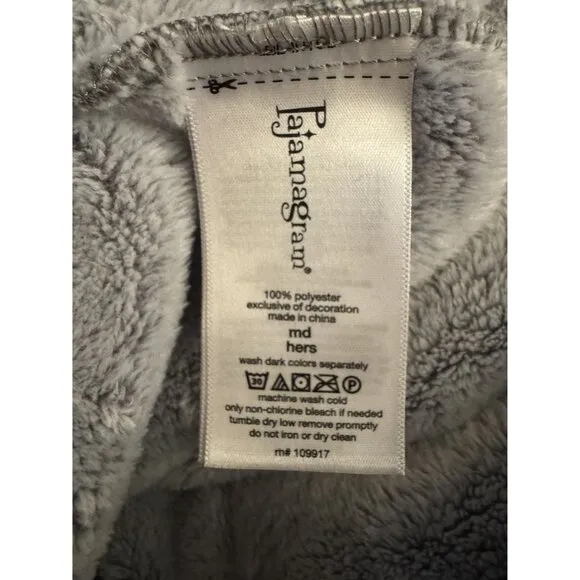 Pajamagram®
100% polyester
exclusive of decoration
made in china
md
hers
wash dark colors separately
30 P
machine wash cold
only non-chlorine bleach if needed
tumble dry low remove promptly
do not iron or dry clean
rn# 109917